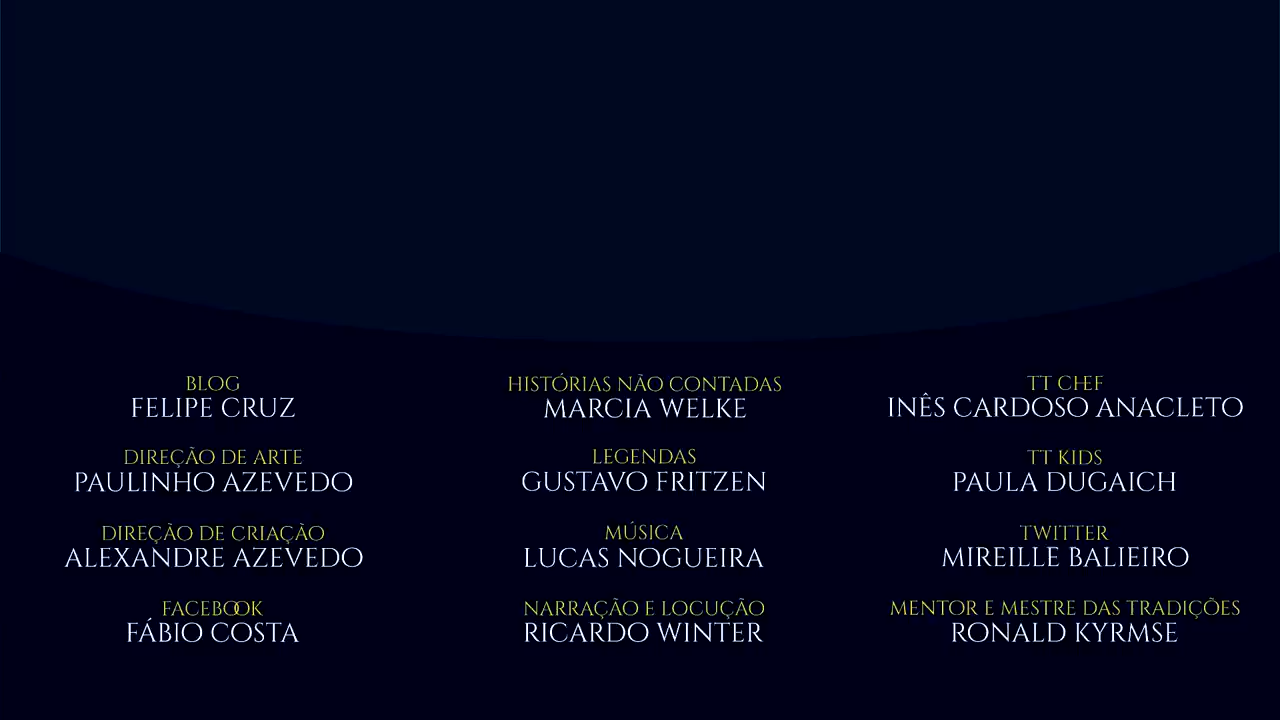 BLOG
FELIPE CRUZ
DIREÇÃO DE ARTE
PAULINHO AZEVEDO
DIREÇÃO DE CRIAÇÃO
ALEXANDRE AZEVEDO
FACEBOOK
FÁBIO COSTA
HISTÓRIAS NÃO CONTADAS
MARCIA WELKE
LEGENDAS
GUSTAVO FRITZEN
MÚSICA
LUCAS NOGUEIRA
NARRAÇÃO E LOCUÇÃO
RICARDO WINTER
TT CHEF
INÊS CARDOSO ANACLETO
TT KIDS
PAULA DUGAICH
TWITTER
MIREILLE BALIEIRO
MENTOR E MESTRE DAS TRADIÇÕES
RONALD KYRMSE